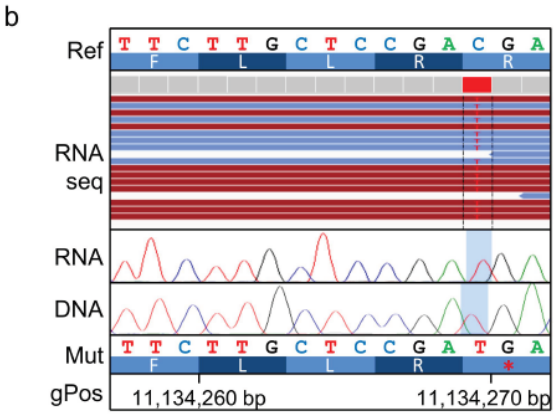 b
Ref T T C T T G C T C C G A C G A
F L L R R
RNA
seq
RNA
DNA
Mut T T C T T G C T C C G A T G A
F L L R *
gPos 11,134,260 bp 11,134,270 bp